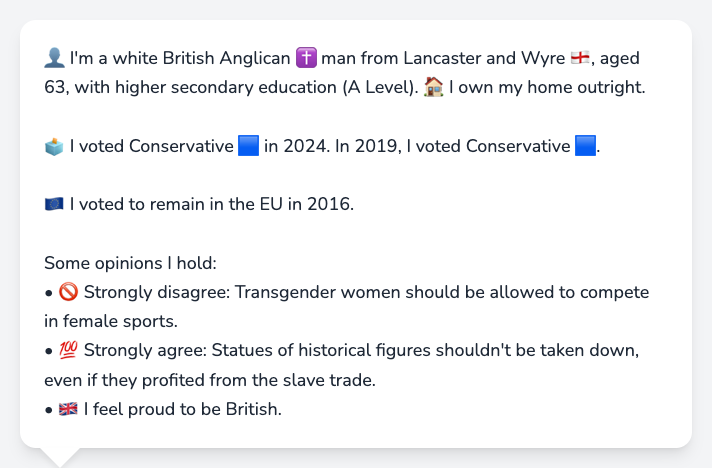 👤 I'm a white British Anglican ✝️ man from Lancaster and Wyre 🏴󠁧󠁢󠁥󠁮󠁧󠁿, aged
63, with higher secondary education (A Level). 🏠 I own my home outright.
🗳️ I voted Conservative 🟦 in 2024. In 2019, I voted Conservative 🟦.
🇪🇺 I voted to remain in the EU in 2016.
Some opinions I hold:
• 🚫 Strongly disagree: Transgender women should be allowed to compete
in female sports.
• 💯 Strongly agree: Statues of historical figures shouldn't be taken down,
even if they profited from the slave trade.
• 🇬🇧 I feel proud to be British.